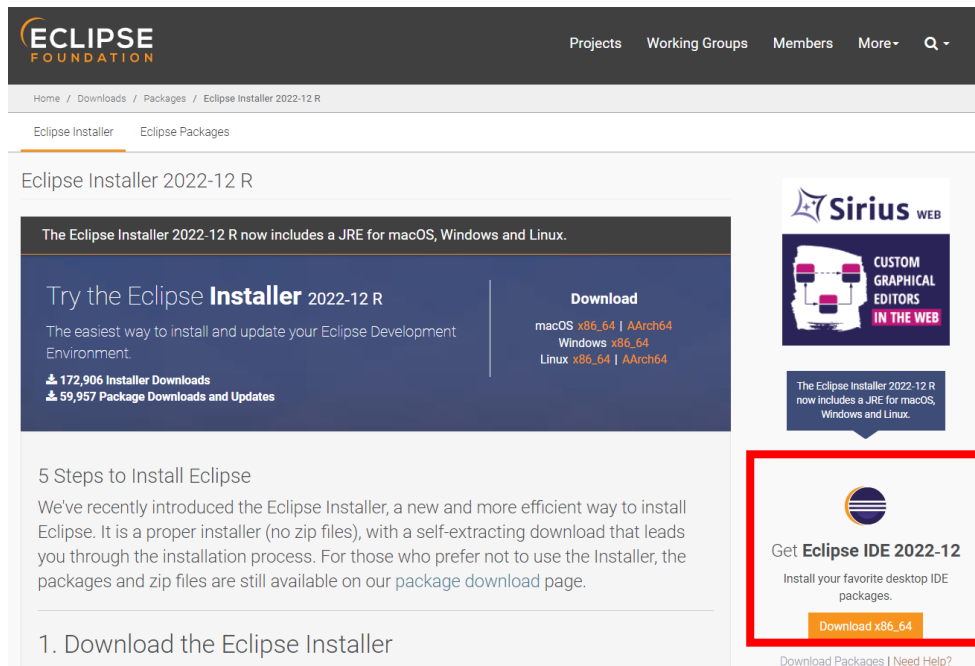 ECLIPSE
FOUNDATION
Projects Working Groups Members More
Home / Downloads / Packages / Eclipse Installer 2022-12 R
Eclipse Installer Eclipse Packages
Eclipse Installer 2022-12 R
The Eclipse Installer 2022-12 R now includes a JRE for macOS, Windows and Linux.
Try the Eclipse Installer 2022-12 R
The easiest way to install and update your Eclipse Development
Environment.
172,906 Installer Downloads
59,957 Package Downloads and Updates
Download
macOS x86_64 | AArch64
Windows x86_64
Linux x86_64 | AArch64
5 Steps to Install Eclipse
We've recently introduced the Eclipse Installer, a new and more efficient way to install
Eclipse. It is a proper installer (no zip files), with a self-extracting download that leads
you through the installation process. For those who prefer not to use the Installer, the
packages and zip files are still available on our package download page.
1. Download the Eclipse Installer
Sirius WEB
CUSTOM
GRAPHICAL
EDITORS
IN THE WEB
The Eclipse Installer 2022-12 R
now includes a JRE for macOS,
Windows and Linux.
Get Eclipse IDE 2022-12
Install your favorite desktop IDE
packages.
Download x86_64
Download Packages | Need Help?